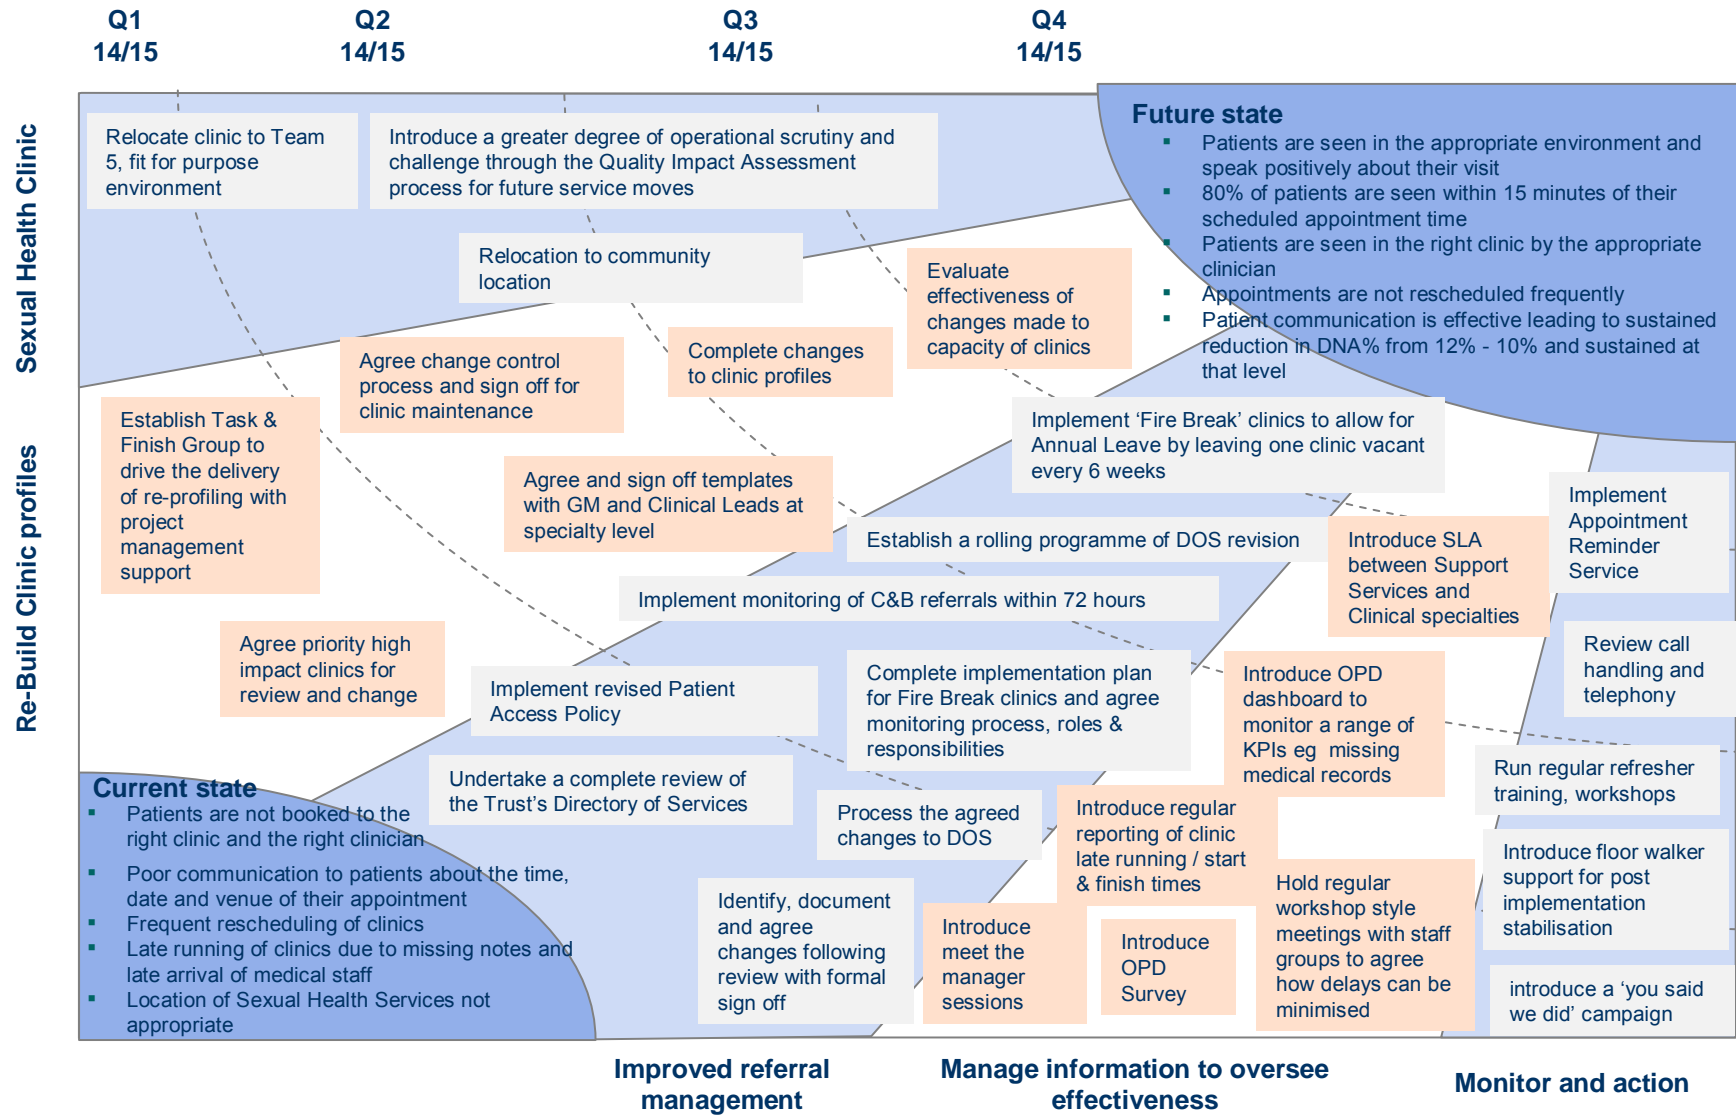 Q1
14/15
Q2
14/15
Q3
14/15
Q4
14/15
Sexual Health Clinic
Re-Build Clinic profiles
Relocate clinic to Team
5, fit for purpose
environment
Introduce a greater degree of operational scrutiny and
challenge through the Quality Impact Assessment
process for future service moves
Relocation to community
location
Future state
▪ Patients are seen in the appropriate environment and
speak positively about their visit
▪ 80% of patients are seen within 15 minutes of their
scheduled appointment time
▪ Patients are seen in the right clinic by the appropriate
clinician
▪ Appointments are not rescheduled frequently
▪ Patient communication is effective leading to sustained
reduction in DNA% from 12% - 10% and sustained at
that level
Evaluate
effectiveness of
changes made to
capacity of clinics
Agree change control
process and sign off for
clinic maintenance
Complete changes
to clinic profiles
Establish Task &
Finish Group to
drive the delivery
of re-profiling with
project
management
support
Agree and sign off templates
with GM and Clinical Leads at
specialty level
Agree priority high
impact clinics for
review and change
Implement ‘Fire Break’ clinics to allow for
Annual Leave by leaving one clinic vacant
every 6 weeks
Establish a rolling programme of DOS revision
Implement monitoring of C&B referrals within 72 hours
Implement revised Patient
Access Policy
Complete implementation plan
for Fire Break clinics and agree
monitoring process, roles &
responsibilities
Undertake a complete review of
the Trust’s Directory of Services
Process the agreed
changes to DOS
Identify, document
and agree
changes following
review with formal
sign off
Introduce SLA
between Support
Services and
Clinical specialties
Introduce OPD
dashboard to
monitor a range of
KPIs eg missing
medical records
Introduce regular
reporting of clinic
late running / start
& finish times
Introduce
meet the
manager
sessions
Introduce
OPD
Survey
Hold regular
workshop style
meetings with staff
groups to agree
how delays can be
minimised
Implement
Appointment
Reminder
Service
Review call
handling and
telephony
Run regular refresher
training, workshops
Introduce floor walker
support for post
implementation
stabilisation
introduce a ‘you said
we did’ campaign
Current state
▪ Patients are not booked to the
right clinic and the right clinician
▪ Poor communication to patients about the time,
date and venue of their appointment
▪ Frequent rescheduling of clinics
▪ Late running of clinics due to missing notes and
late arrival of medical staff
▪ Location of Sexual Health Services not
appropriate
Improved referral
management
Manage information to oversee
effectiveness
Monitor and action